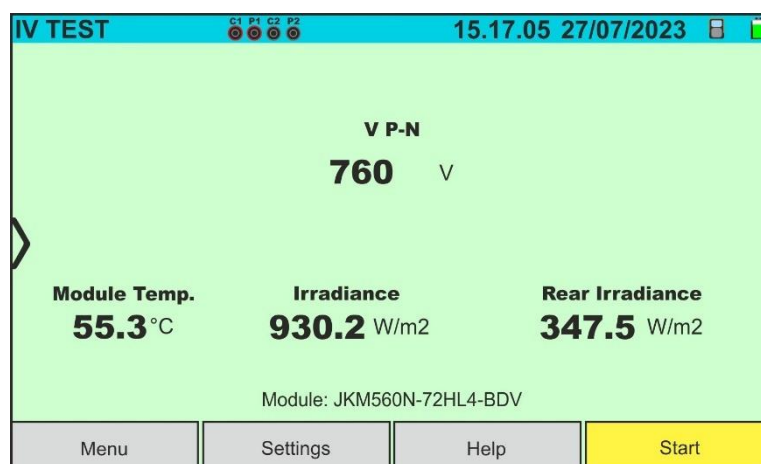 IV TEST C1 P1 C2 P2 15.17.05 27/07/2023
V P-N
760 V
Module Temp. Irradiance Rear Irradiance
55.3°C 930.2 W/m2 347.5 W/m2
Module: JKM560N-72HL4-BDV
Menu Settings Help Start